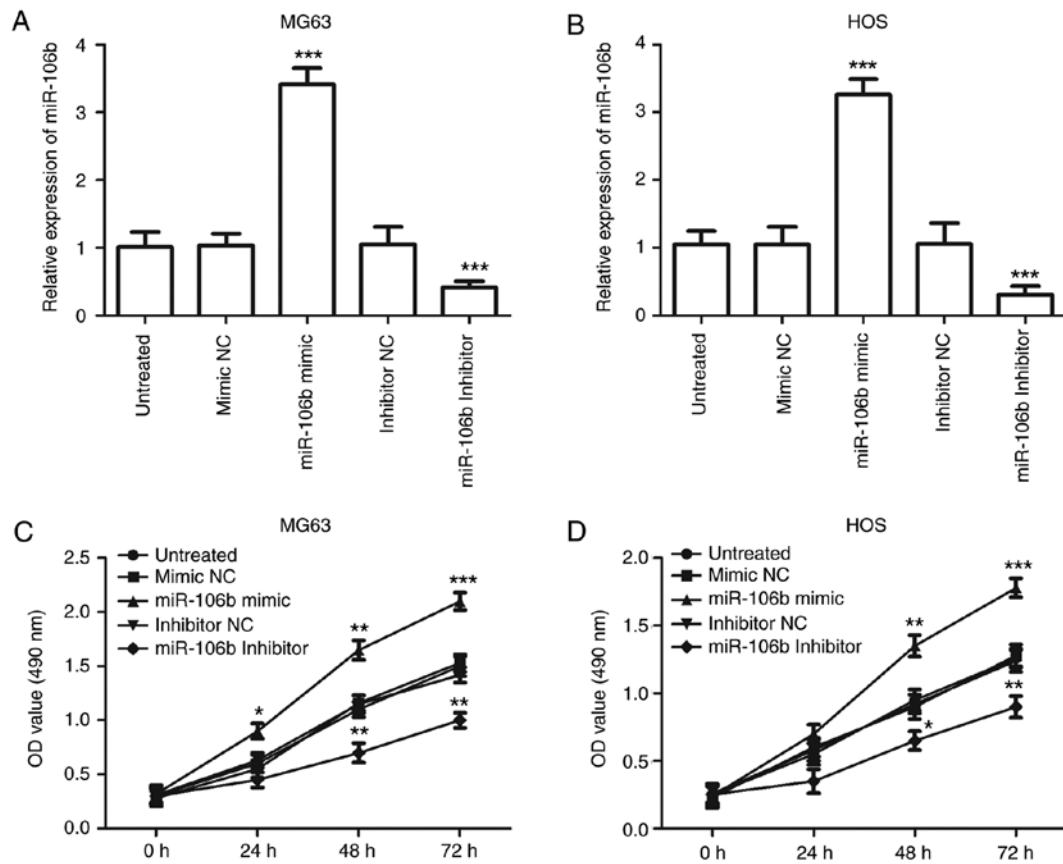 A
MG63
Relative expression of miR-106b
4
3
2
1
0
***
***
Untreated
Mimic NC
miR-106b mimic
Inhibitor NC
miR-106b Inhibitor
B
HOS
Relative expression of miR-106b
4
3
2
1
0
***
***
Untreated
Mimic NC
miR-106b mimic
Inhibitor NC
miR-106b Inhibitor
C
MG63
OD value (490 nm)
2.5
2.0
1.5
1.0
0.5
0.0
Untreated
Mimic NC
miR-106b mimic
Inhibitor NC
miR-106b Inhibitor
*
**
***
**
**
0 h 24 h 48 h 72 h
D
HOS
OD value (490 nm)
2.0
1.5
1.0
0.5
0.0
Untreated
Mimic NC
miR-106b mimic
Inhibitor NC
miR-106b Inhibitor
**
***
*
**
0 h 24 h 48 h 72 h